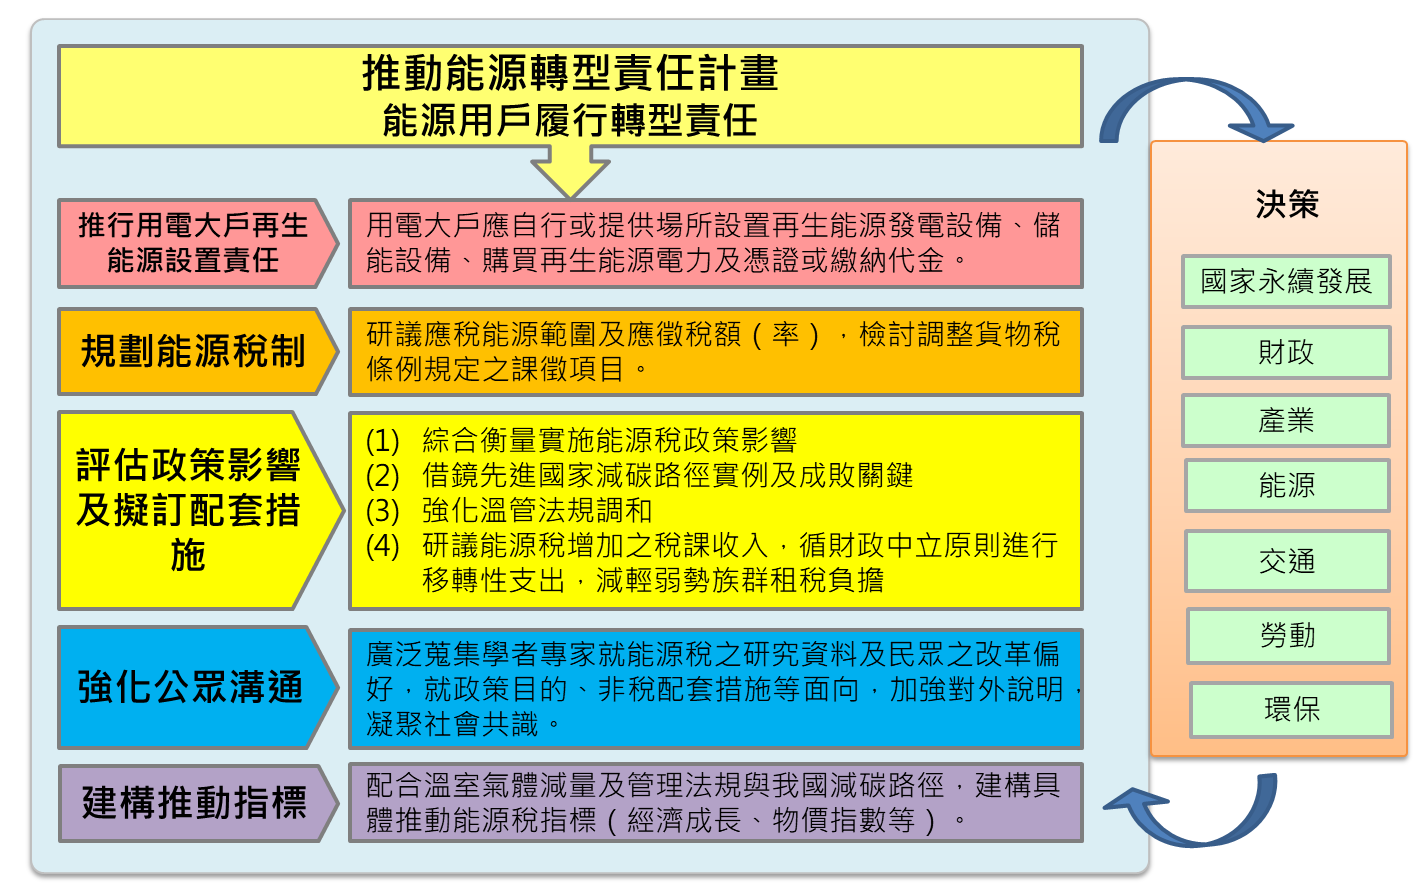 推動能源轉型責任計畫
能源用戶履行轉型責任
推行用電大戶再生
能源設置責任
用電大戶應自行或提供場所設置再生能源發電設備、儲
能設備、購買再生能源電力及憑證或繳納代金。
規劃能源稅制
研議應稅能源範圍及應徵稅額（率），檢討調整貨物稅
條例規定之課徵項目。
評估政策影響
及擬訂配套措
施
(1) 綜合衡量實施能源稅政策影響
(2) 借鏡先進國家減碳路徑實例及成敗關鍵
(3) 強化溫管法規調和
(4) 研議能源稅增加之稅課收入，循財政中立原則進行
移轉性支出，減輕弱勢族群租稅負擔
強化公眾溝通
廣泛蒐集學者專家就能源稅之研究資料及民眾之改革偏
好，就政策目的、非稅配套措施等面向，加強對外說明，
凝聚社會共識。
建構推動指標
配合溫室氣體減量及管理法規與我國減碳路徑，建構具
體推動能源稅指標（經濟成長、物價指數等）。
決策
國家永續發展
財政
產業
能源
交通
勞動
環保